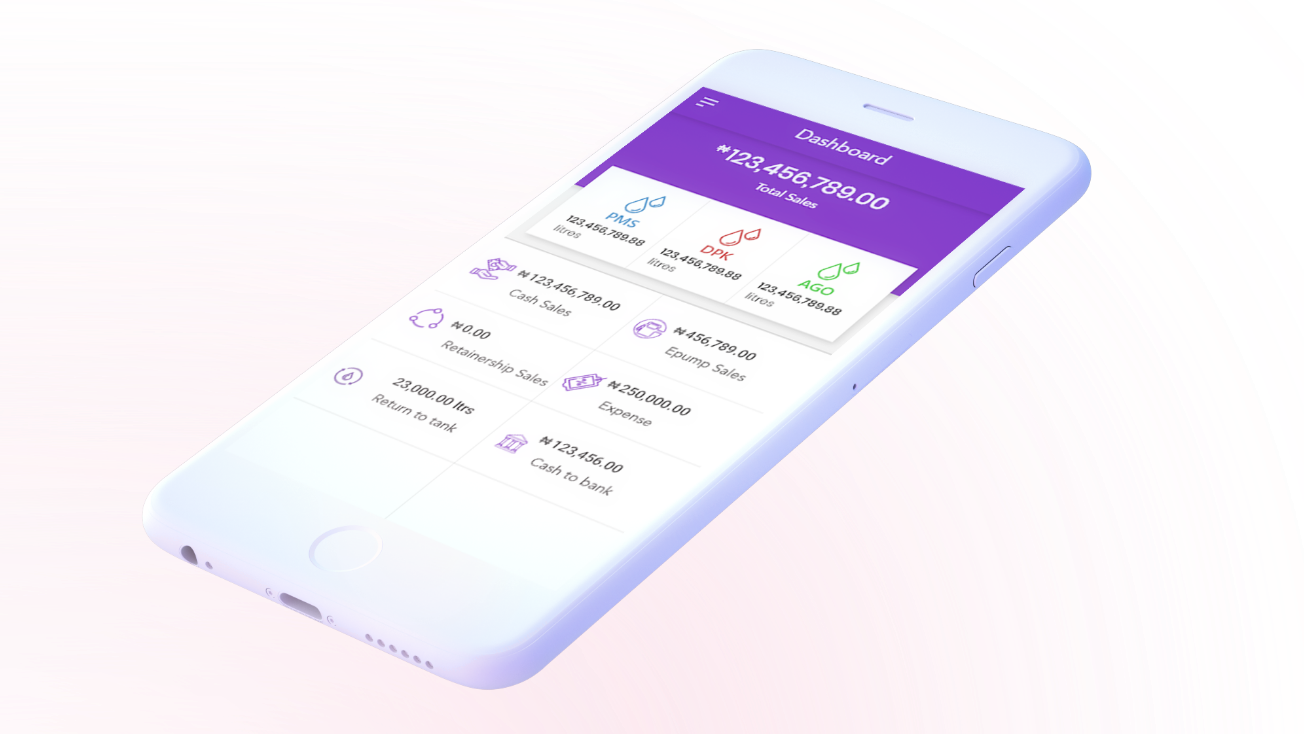 Dashboard
₦123,456,789.00
Total Sales
PMS
123,456,789.88
litres
DPK
123,456,789.88
litres
AGO
123,456,789.88
litres
₦ 123,456,789.00
Cash Sales
₦ 456,789.00
Epump Sales
₦ 0.00
Retainership Sales
₦ 250,000.00
Expense
23,000.00 ltrs
Return to tank
₦ 123,456.00
Cash to bank